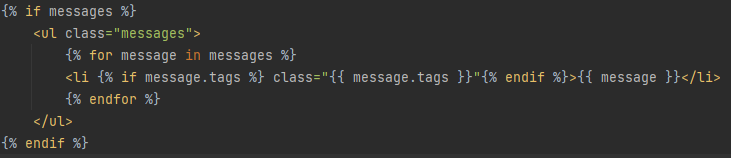 {% if messages %}
    <ul class="messages">
        {% for message in messages %}
        <li {% if message.tags %} class="{{ message.tags }}"{% endif %}>{{ message }}</li>
        {% endfor %}
    </ul>
{% endif %}